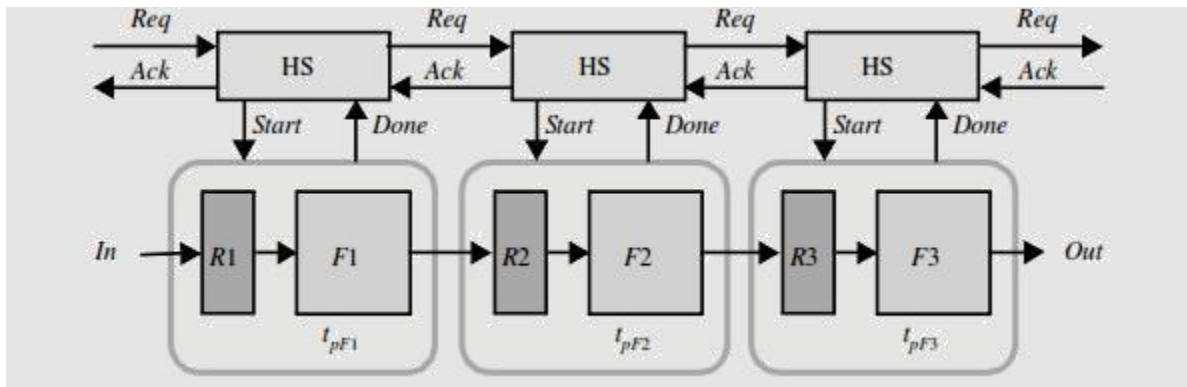 Req Req Req Req
HS HS HS
Ack Ack Ack Ack
Start Done Start Done Start Done
In R1 F1 R2 F2 R3 F3 Out
tpF1 tpF2 tpF3